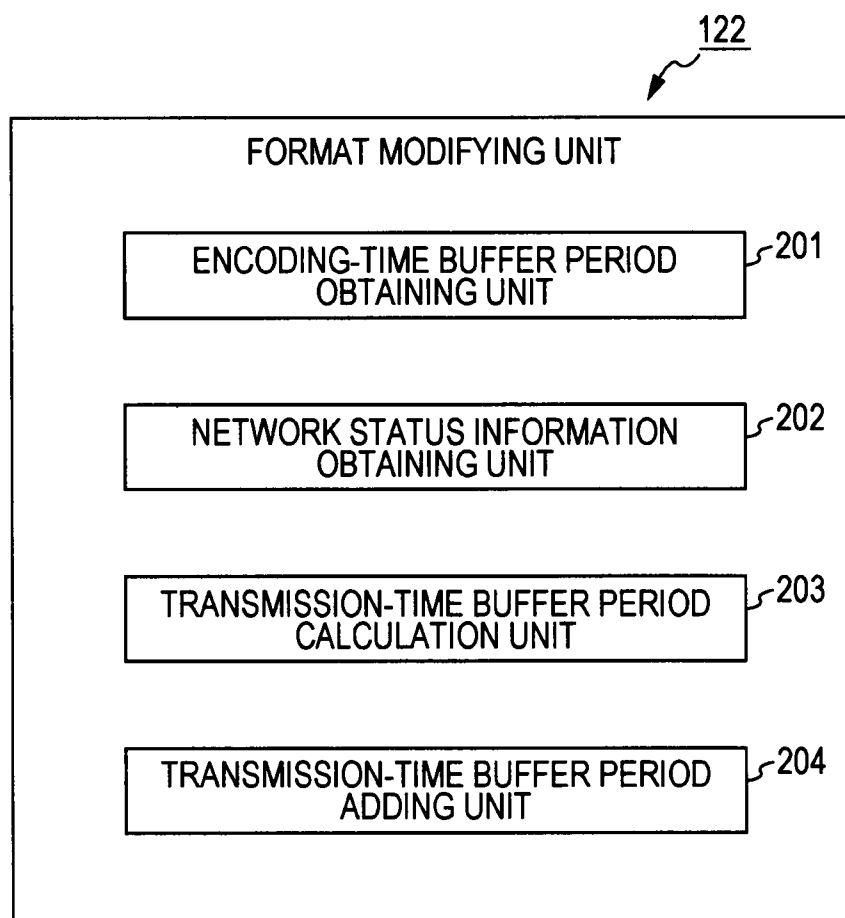 122
FORMAT MODIFYING UNIT
ENCODING-TIME BUFFER PERIOD
OBTAINING UNIT
201
NETWORK STATUS INFORMATION
OBTAINING UNIT
202
TRANSMISSION-TIME BUFFER PERIOD
CALCULATION UNIT
203
TRANSMISSION-TIME BUFFER PERIOD
ADDING UNIT
204